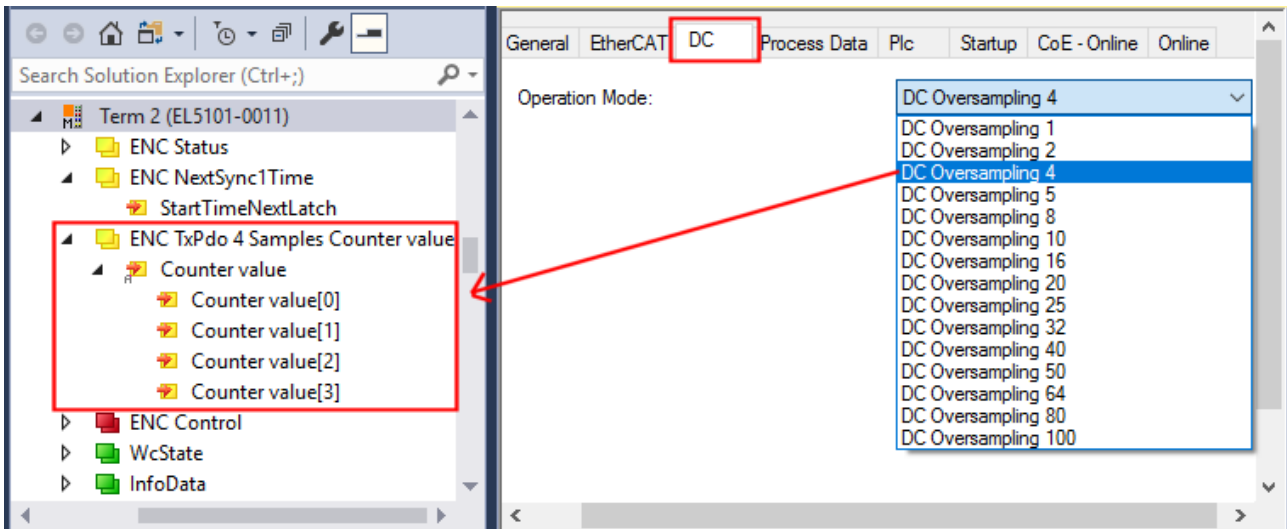 Search Solution Explorer (Ctrl+;)
Term 2 (EL5101-0011)
ENC Status
ENC NextSync1Time
StartTimeNextLatch
ENC TxPdo 4 Samples Counter value
Counter value
Counter value[0]
Counter value[1]
Counter value[2]
Counter value[3]
ENC Control
WcState
InfoData
General EtherCAT DC Process Data Plc Startup CoE - Online Online
Operation Mode:
DC Oversampling 4
DC Oversampling 1
DC Oversampling 2
DC Oversampling 4
DC Oversampling 5
DC Oversampling 8
DC Oversampling 10
DC Oversampling 16
DC Oversampling 20
DC Oversampling 25
DC Oversampling 32
DC Oversampling 40
DC Oversampling 50
DC Oversampling 64
DC Oversampling 80
DC Oversampling 100